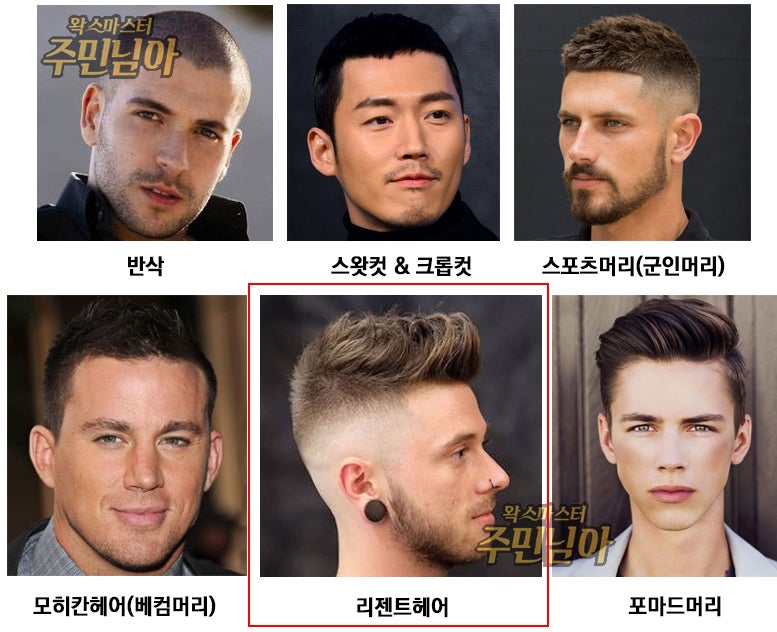 왁스마스터
주민님아
반삭
스왓컷 & 크롭컷
스포츠머리(군인머리)
왁스마스터
주민님아
모히칸헤어(베컴머리)
리젠트헤어
포마드머리